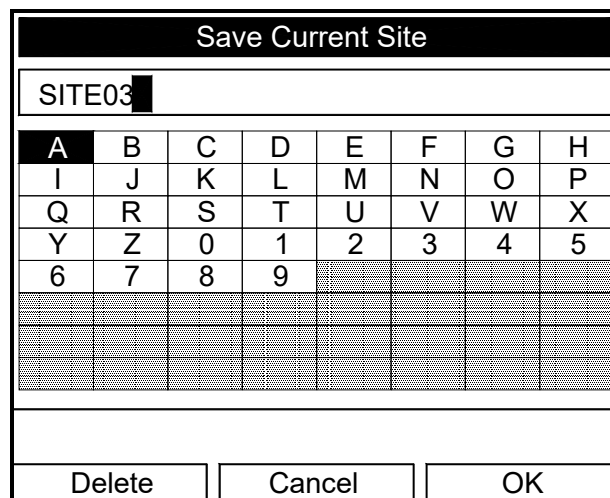 Save Current Site
SITE03
A B C D E F G H
I J K L M N O P
Q R S T U V W X
Y Z 0 1 2 3 4 5
6 7 8 9
Delete Cancel OK